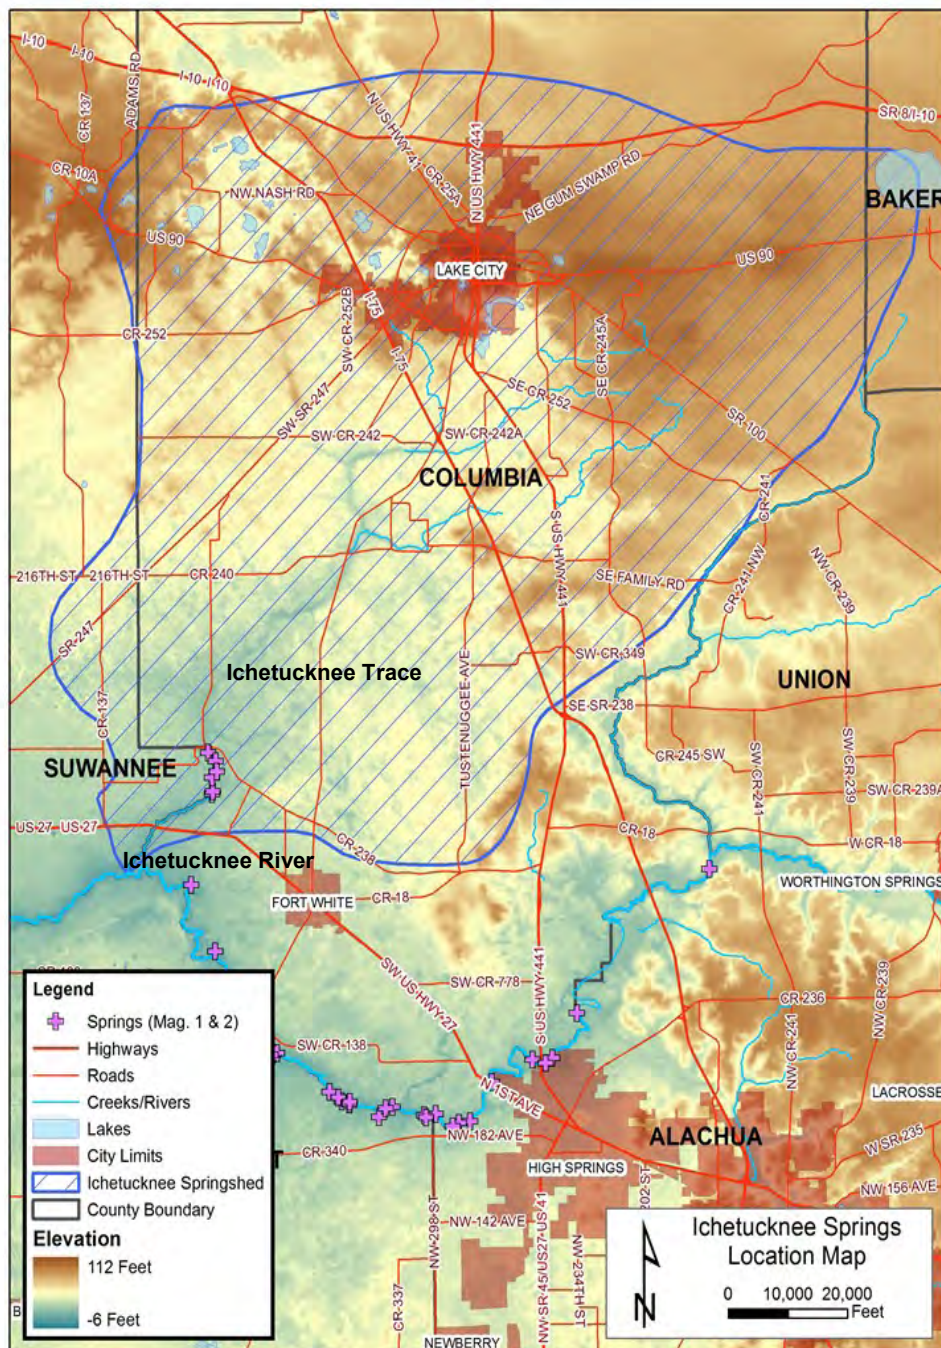 I-10
I-10
I-10
I-10
ADAMS RD
CR 137
N US HWY 41
CR 25A
N US HWY 441
SR 8/I-10
CR 10A
NW NASH RD
NE GUM SWAMP RD
BAKER
US 90
LAKE CITY
US 90
CR-252
SW CR-252B
I-75
I-75
SE CR-245A
SW SR-247
SE CR 252
SR 100
SW CR-242
SW CR-242A
COLUMBIA
CR-241
S US HWY 441
216TH ST
216TH ST
CR-240
SE FAMILY RD
CR-241 NW
NW CR-239
SR-247
SW CR 349
Ichetucknee Trace
TUSTENUGGEE AVE
UNION
CR-137
SE SR-238
CR-245 SW
SW CR-241
SW CR-239
SUWANNEE
SW CR 239A
US 27
US 27
CR-238
CR-18
W CR-18
Ichetucknee River
CR-18
WORTHINGTON SPRINGS
FORT WHITE
SW US HWY 27
SW CR-778
S US HWY 441
CR 236
NW CR-239
NW CR-241
SW CR-138
N 1ST AVE
LACROSSE
ALACHUA
NW 182 AVE
CR-340
W SR 235
HIGH SPRINGS
202 ST
NW 156 AVE
NW-298 ST
NW-142 AVE
NW-SR-45/US27-US 41
NW-234TH ST
CR-337
NEWBERRY
Legend
Springs (Mag. 1 & 2)
Highways
Roads
Creeks/Rivers
Lakes
City Limits
Ichetucknee Springshed
County Boundary
Elevation
112 Feet
-6 Feet
Ichetucknee Springs
Location Map
0 10,000 20,000
Feet
N